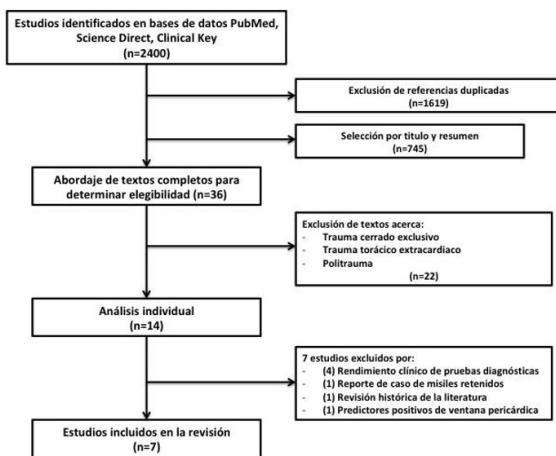 Estudios identificados en bases de datos PubMed,
Science Direct, Clinical Key
(n=2400)
Exclusión de referencias duplicadas
(n=1619)
Selección por titulo y resumen
(n=745)
Abordaje de textos completos para
determinar elegibilidad (n=36)
Exclusión de textos acerca:
- Trauma cerrado exclusivo
- Trauma torácico extracardiaco
- Politrauma
(n=22)
Análisis individual
(n=14)
7 estudios excluidos por:
- (4) Rendimiento clínico de pruebas diagnósticas
- (1) Reporte de caso de misiles retenidos
- (1) Revisión histórica de la literatura
- (1) Predictores positivos de ventana pericárdica
Estudios incluidos en la revisión
(n=7)